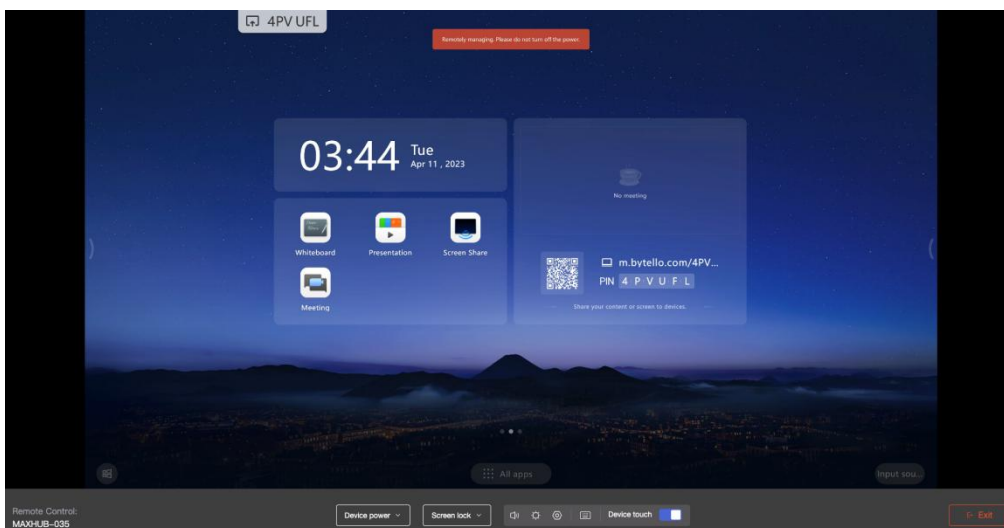 4PV UFL
Remotely managing. Please do not turn off the power.
03:44
Tue
Apr 11 , 2023
No meeting
Whiteboard
Presentation
Screen Share
Meeting
m.bytello.com/4PV...
PIN 4 P V U F L
Share your content or screen to devices.
All apps
Input sou...
Remote Control:
MAXHUB-035
Device power
Screen lock
Device touch
Exit